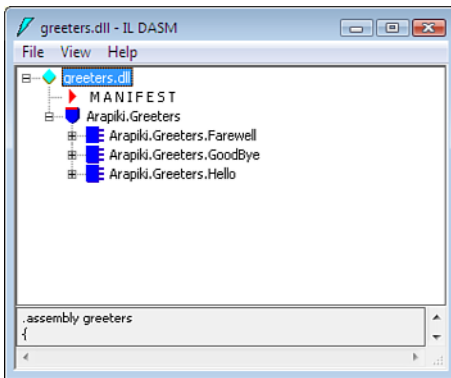 greeters.dll - IL DASM
File View Help
greeters.dll
MANIFEST
Arapiki.Greeters
Arapiki.Greeters.Farewell
Arapiki.Greeters.GoodBye
Arapiki.Greeters.Hello
.assembly greeters
{